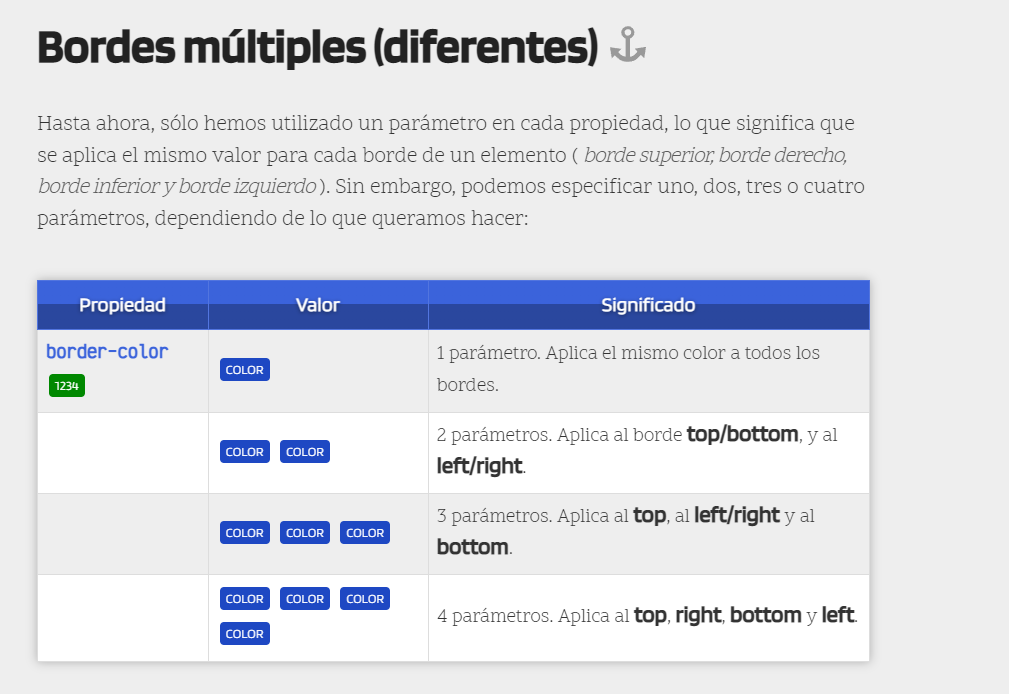 Bordes múltiples (diferentes)
Hasta ahora, sólo hemos utilizado un parámetro en cada propiedad, lo que significa que
se aplica el mismo valor para cada borde de un elemento ( borde superior, borde derecho,
borde inferior y borde izquierdo ). Sin embargo, podemos especificar uno, dos, tres o cuatro
parámetros, dependiendo de lo que queramos hacer:
Propiedad Valor Significado
border-color
1234
COLOR
1 parámetro. Aplica el mismo color a todos los
bordes.
COLOR COLOR
2 parámetros. Aplica al borde top/bottom, y al
left/right.
COLOR COLOR COLOR
3 parámetros. Aplica al top, al left/right y al
bottom.
COLOR COLOR COLOR
COLOR
4 parámetros. Aplica al top, right, bottom y left.